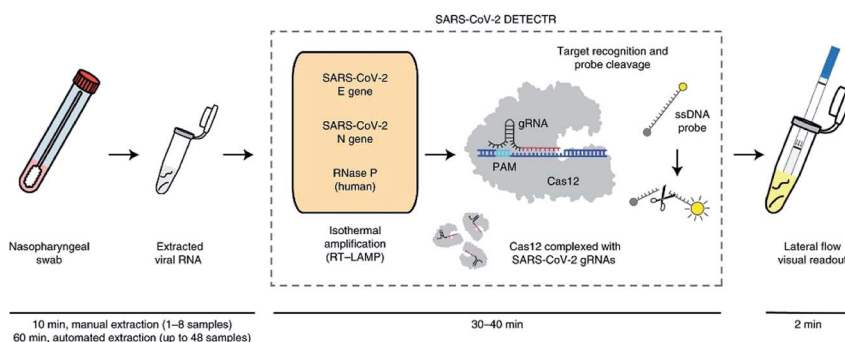 SARS-CoV-2 DETECTR
SARS-CoV-2
E gene
SARS-CoV-2
N gene
RNase P
(human)
Isothermal
amplification
(RT–LAMP)
Target recognition and
probe cleavage
gRNA
PAM
Cas12
ssDNA
probe
Cas12 complexed with
SARS-CoV-2 gRNAs
Nasopharyngeal
swab
Extracted
viral RNA
Lateral flow
visual readout
10 min, manual extraction (1–8 samples)
60 min, automated extraction (up to 48 samples)
30–40 min
2 min